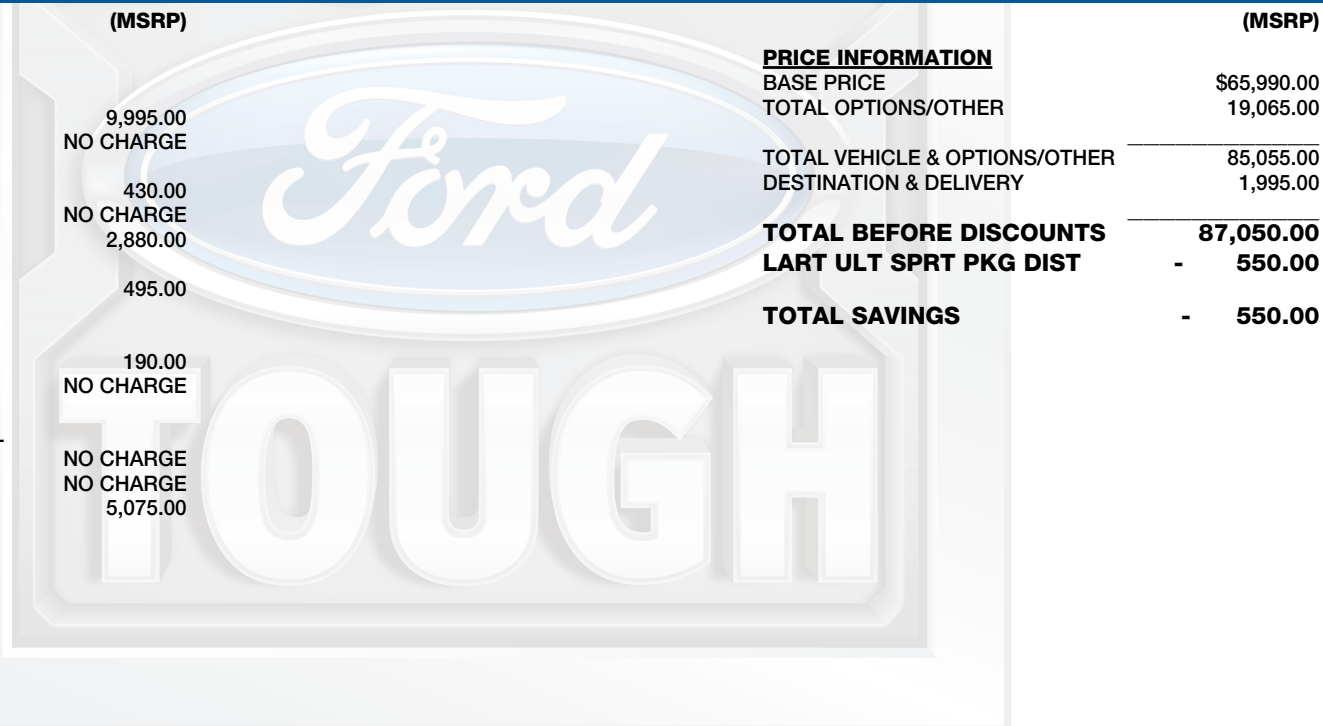 (MSRP)
9,995.00
NO CHARGE
430.00
NO CHARGE
2,880.00
495.00
190.00
NO CHARGE
NO CHARGE
NO CHARGE
5,075.00
(MSRP)
PRICE INFORMATION
BASE PRICE $65,990.00
TOTAL OPTIONS/OTHER 19,065.00
TOTAL VEHICLE & OPTIONS/OTHER 85,055.00
DESTINATION & DELIVERY 1,995.00
TOTAL BEFORE DISCOUNTS 87,050.00
LART ULT SPRT PKG DIST - 550.00
TOTAL SAVINGS - 550.00
Ford
TOUGH